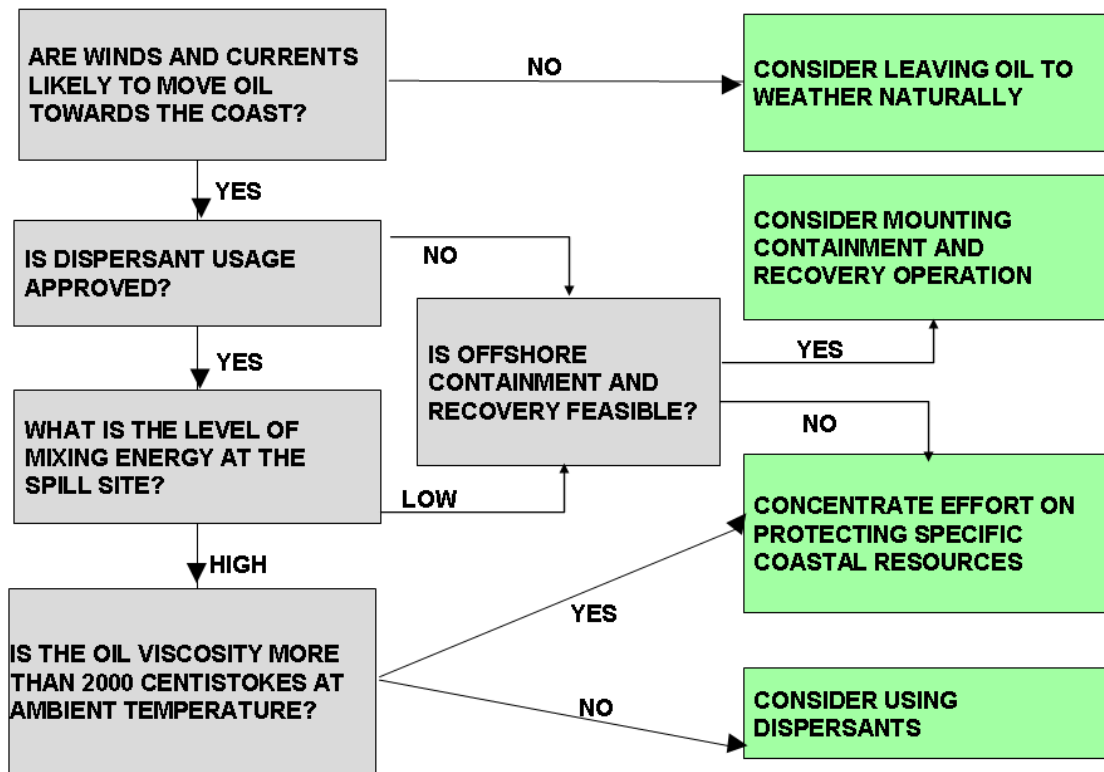 ARE WINDS AND CURRENTS
LIKELY TO MOVE OIL
TOWARDS THE COAST?
NO
CONSIDER LEAVING OIL TO
WEATHER NATURALLY
YES
IS DISPERSANT USAGE
APPROVED?
NO
CONSIDER MOUNTING
CONTAINMENT AND
RECOVERY OPERATION
YES
IS OFFSHORE
CONTAINMENT AND
RECOVERY FEASIBLE?
YES
NO
WHAT IS THE LEVEL OF
MIXING ENERGY AT THE
SPILL SITE?
LOW
CONCENTRATE EFFORT ON
PROTECTING SPECIFIC
COASTAL RESOURCES
HIGH
IS THE OIL VISCOSITY MORE
THAN 2000 CENTISTOKES AT
AMBIENT TEMPERATURE?
YES
NO
CONSIDER USING
DISPERSANTS